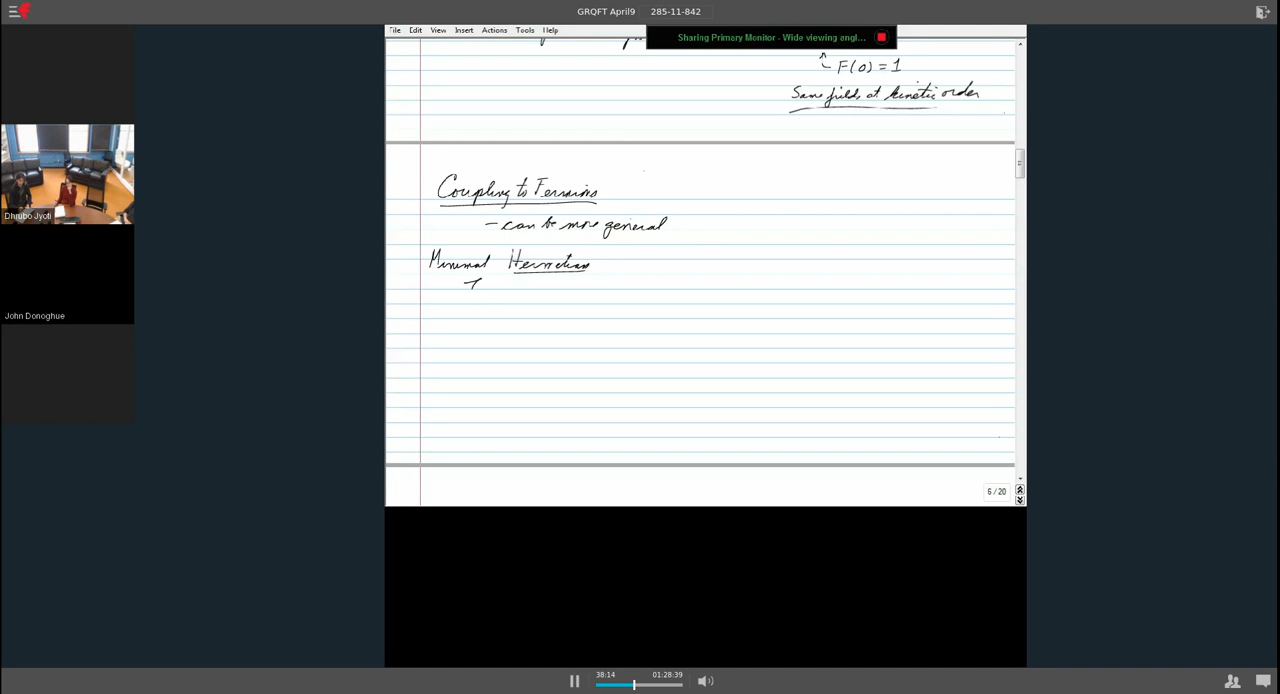 GRQFT April9 285-11-842
File Edit View Insert Actions Tools Help
Sharing Primary Monitor - Wide viewing angl...
F(0) = 1
Same fields at kinetic order
Coupling to Fermions
- can be more general
Minimal Hermetian
Dhrubo Jyoti
John Donoghue
6 / 20
38:14 01:28:39